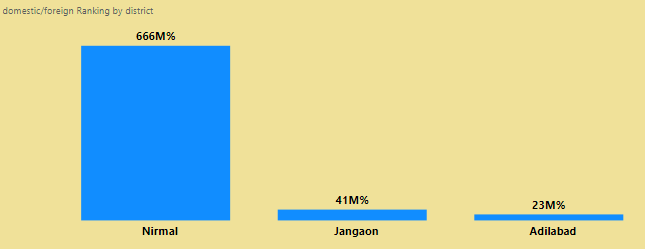 domestic/foreign Ranking by district
666M%
41M%
23M%
Nirmal
Jangaon
Adilabad